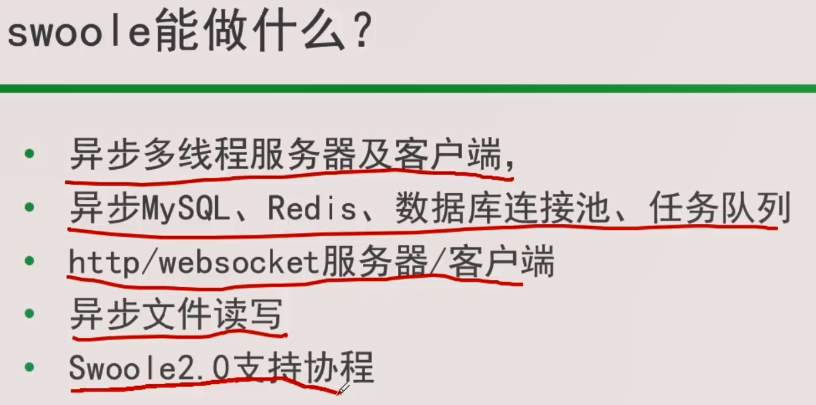 swoole能做什么?
• 异步多线程服务器及客户端,
• 异步MySQL、Redis、数据库连接池、任务队列
• http/websocket服务器/客户端
• 异步文件读写
• Swoole2.0支持协程